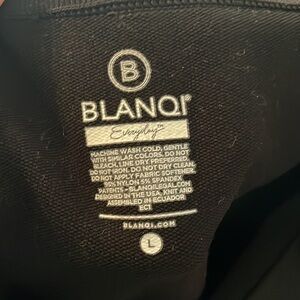 B
BLANQI®
Everyday™
MACHINE WASH COLD, GENTLE
WITH SIMILAR COLORS. DO NOT
BLEACH. LINE DRY PREFERRED.
DO NOT IRON. DO NOT DRY CLEAN.
DO NOT APPLY FABRIC SOFTENER.
95% NYLON 5% SPANDEX
PATENTS - BLANQILEGAL.COM
DESIGNED IN THE USA, KNIT AND
ASSEMBLED IN ECUADOR
EC1
BLANQI.COM
L